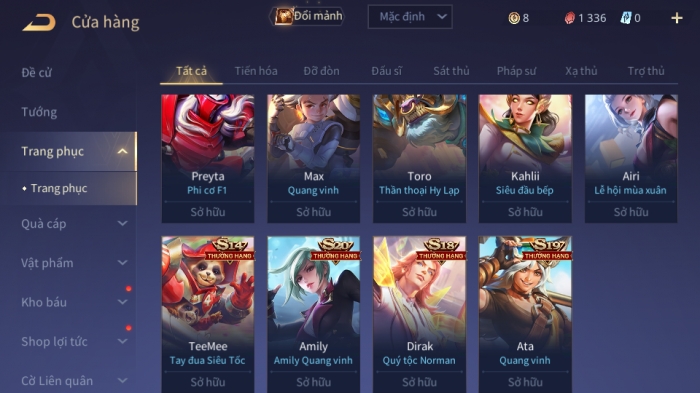 Cửa hàng
Đổi mảnh
Mặc định
8
1 336
0
Đề cử
Tướng
Trang phục
Trang phục
Quà cáp
Vật phẩm
Kho báu
Shop lợi tức
Cờ Liên quân
Tất cả
Tiến hóa
Đỡ đòn
Đấu sĩ
Sát thủ
Pháp sư
Xạ thủ
Trợ thủ
Preyta
Phi cơ F1
Sở hữu
Max
Quang vinh
Sở hữu
Toro
Thần thoại Hy Lạp
Sở hữu
Kahlii
Siêu đầu bếp
Sở hữu
Airi
Lễ hội mùa xuân
Sở hữu
S14
THƯỞNG HẠNG
TeeMee
Tay đua Siêu Tốc
Sở hữu
S20
THƯỞNG HẠNG
Amily
Amily Quang vinh
Sở hữu
S18
THƯỞNG HẠNG
Dirak
Quý tộc Norman
Sở hữu
S19
THƯỞNG HẠNG
Ata
Quang vinh
Sở hữu